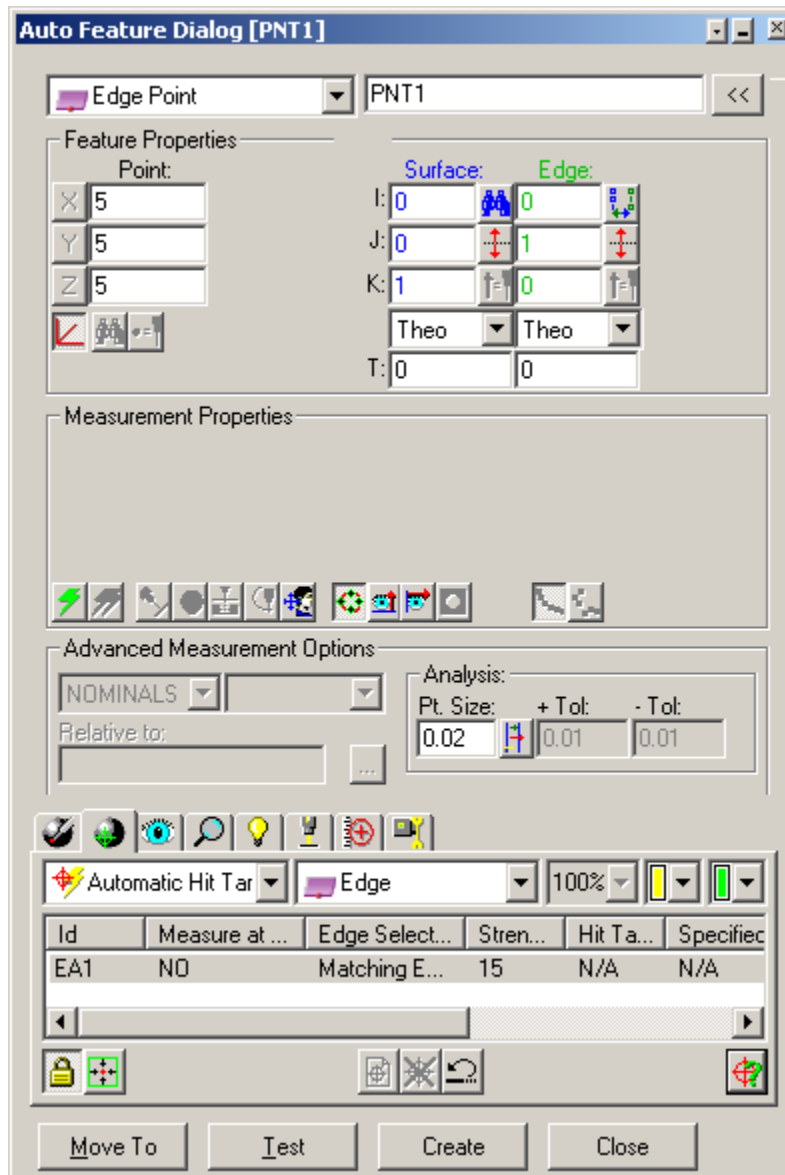 Auto Feature Dialog [PNT1]
Edge Point PNT1 <<
Feature Properties
Point: Surface: Edge:
X 5 I: 0 0
Y 5 J: 0 1
Z 5 K: 1 0
Theo Theo
T: 0 0
Measurement Properties
Advanced Measurement Options
NOMINALS
Relative to:
...
Analysis:
Pt. Size: + Tol: - Tol:
0.02 0.01 0.01
Automatic Hit Tar Edge 100%
Id Measure at ... Edge Select... Stren... Hit Ta... Specified
EA1 NO Matching E... 15 N/A N/A
Move To Test Create Close